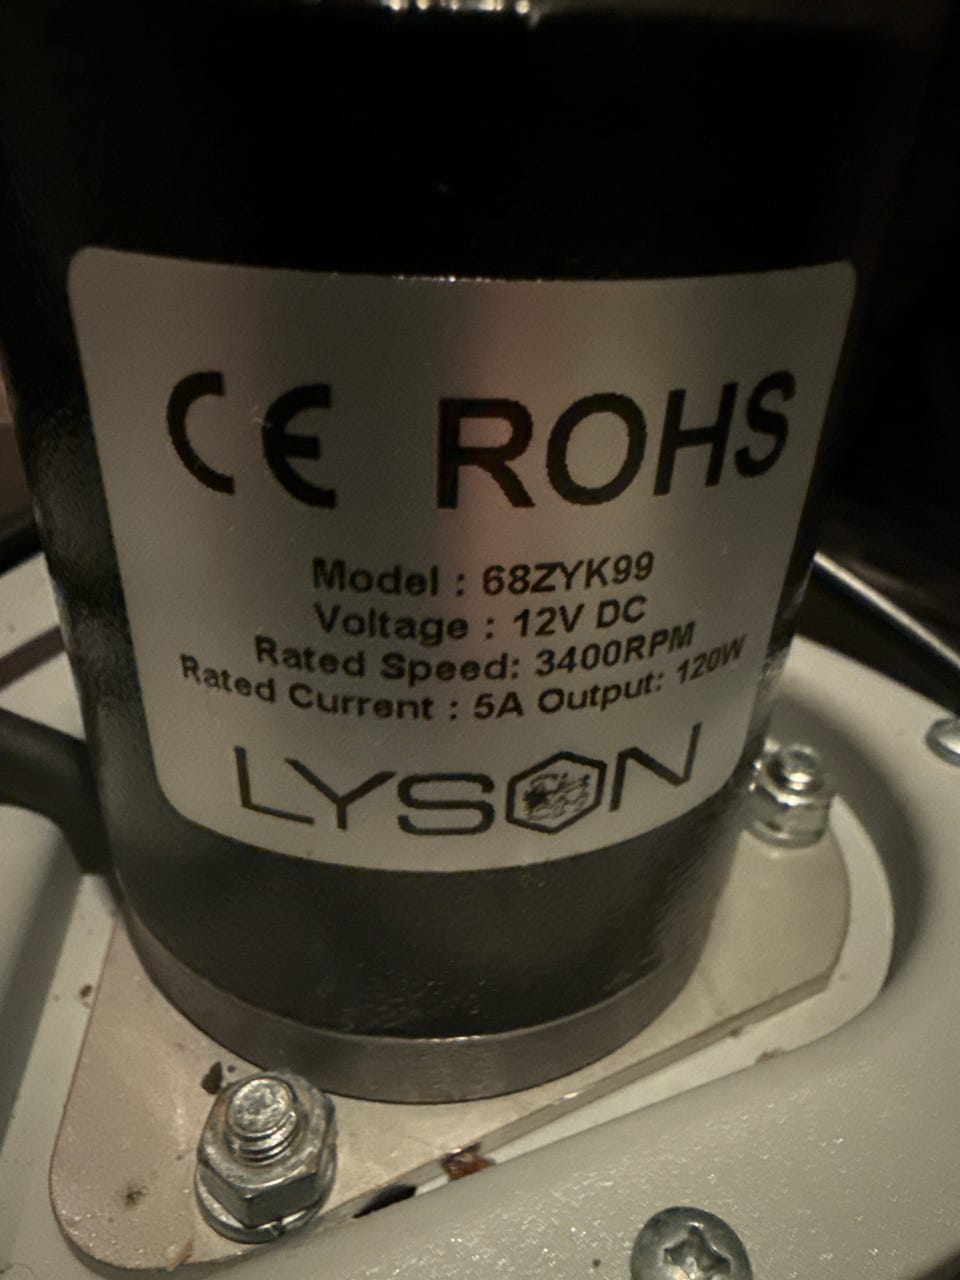 CE ROHS
Model : 68ZYK99
Voltage : 12V DC
Rated Speed: 3400RPM
Rated Current : 5A Output: 120W
LYSON